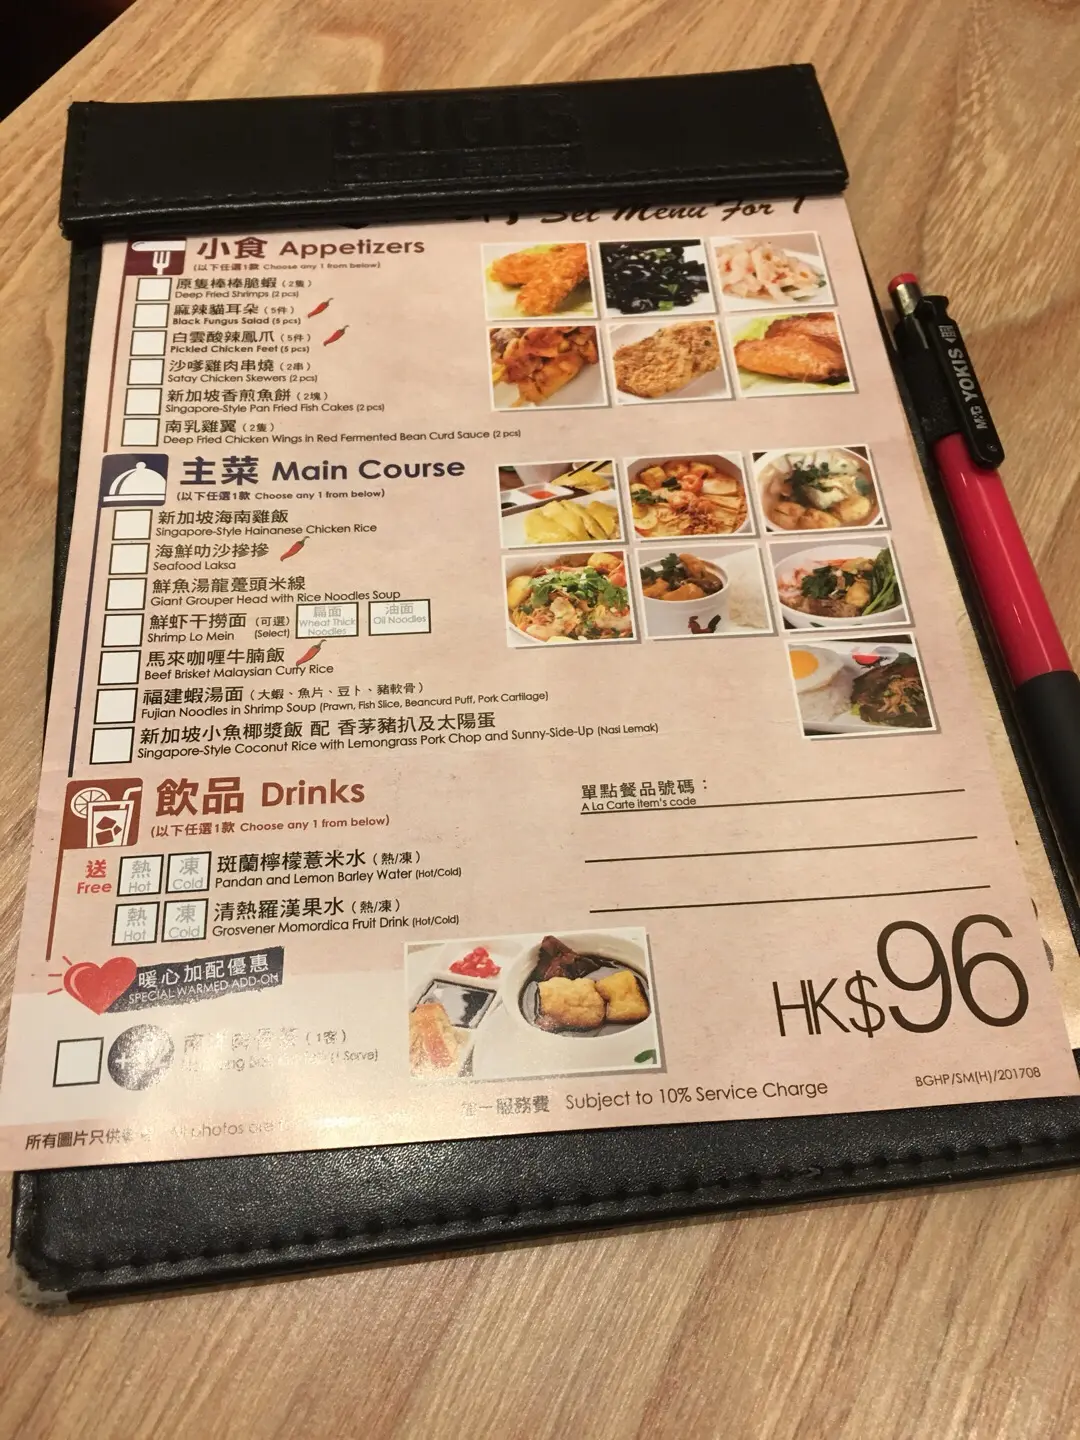 BUGIS
Set Menu For 1
小食 Appetizers
(以下任選1款 Choose any 1 from below)
原隻棒棒脆蝦 (2隻)
Deep Fried Shrimps (2 pcs)
麻辣貓耳朵 (5件)
Black Fungus Salad (5 pcs)
白雲酸辣鳳爪 (5件)
Pickled Chicken Feet (5 pcs)
沙嗲雞肉串燒 (2串)
Satay Chicken Skewers (2 pcs)
新加坡香煎魚餅 (2塊)
Singapore-Style Pan Fried Fish Cakes (2 pcs)
南乳雞翼 (2隻)
Deep Fried Chicken Wings in Red Fermented Bean Curd Sauce (2 pcs)
主菜 Main Course
(以下任選1款 Choose any 1 from below)
新加坡海南雞飯
Singapore-Style Hainanese Chicken Rice
海鮮叻沙摻摻
Seafood Laksa
鮮魚湯龍躉頭米線
Giant Grouper Head with Rice Noodles Soup
鮮虾干撈面 (可選) 扁面 油面
Shrimp Lo Mein (Select) Wheat Thick Noodles Oil Noodles
馬來咖喱牛腩飯
Beef Brisket Malaysian Curry Rice
福建蝦湯面 (大蝦、魚片、豆卜、豬軟骨)
Fujian Noodles in Shrimp Soup (Prawn, Fish Slice, Beancurd Puff, Pork Cartilage)
新加坡小魚椰漿飯 配 香茅豬扒及太陽蛋
Singapore-Style Coconut Rice with Lemongrass Pork Chop and Sunny-Side-Up (Nasi Lemak)
飲品 Drinks
(以下任選1款 Choose any 1 from below)
單點餐品號碼：
A La Carte item's code
送 熱 凍 斑蘭檸檬薏米水 (熱/凍)
Free Hot Cold Pandan and Lemon Barley Water (Hot/Cold)
熱 凍 清熱羅漢果水 (熱/凍)
Hot Cold Grosvener Momordica Fruit Drink (Hot/Cold)
暖心加配優惠
SPECIAL WARMED ADD-ON
(1客)
HK$96
BGHP/SM(H)/201708
加一服務費 Subject to 10% Service Charge
所有圖片只供 All photos are
M&G YOKIS